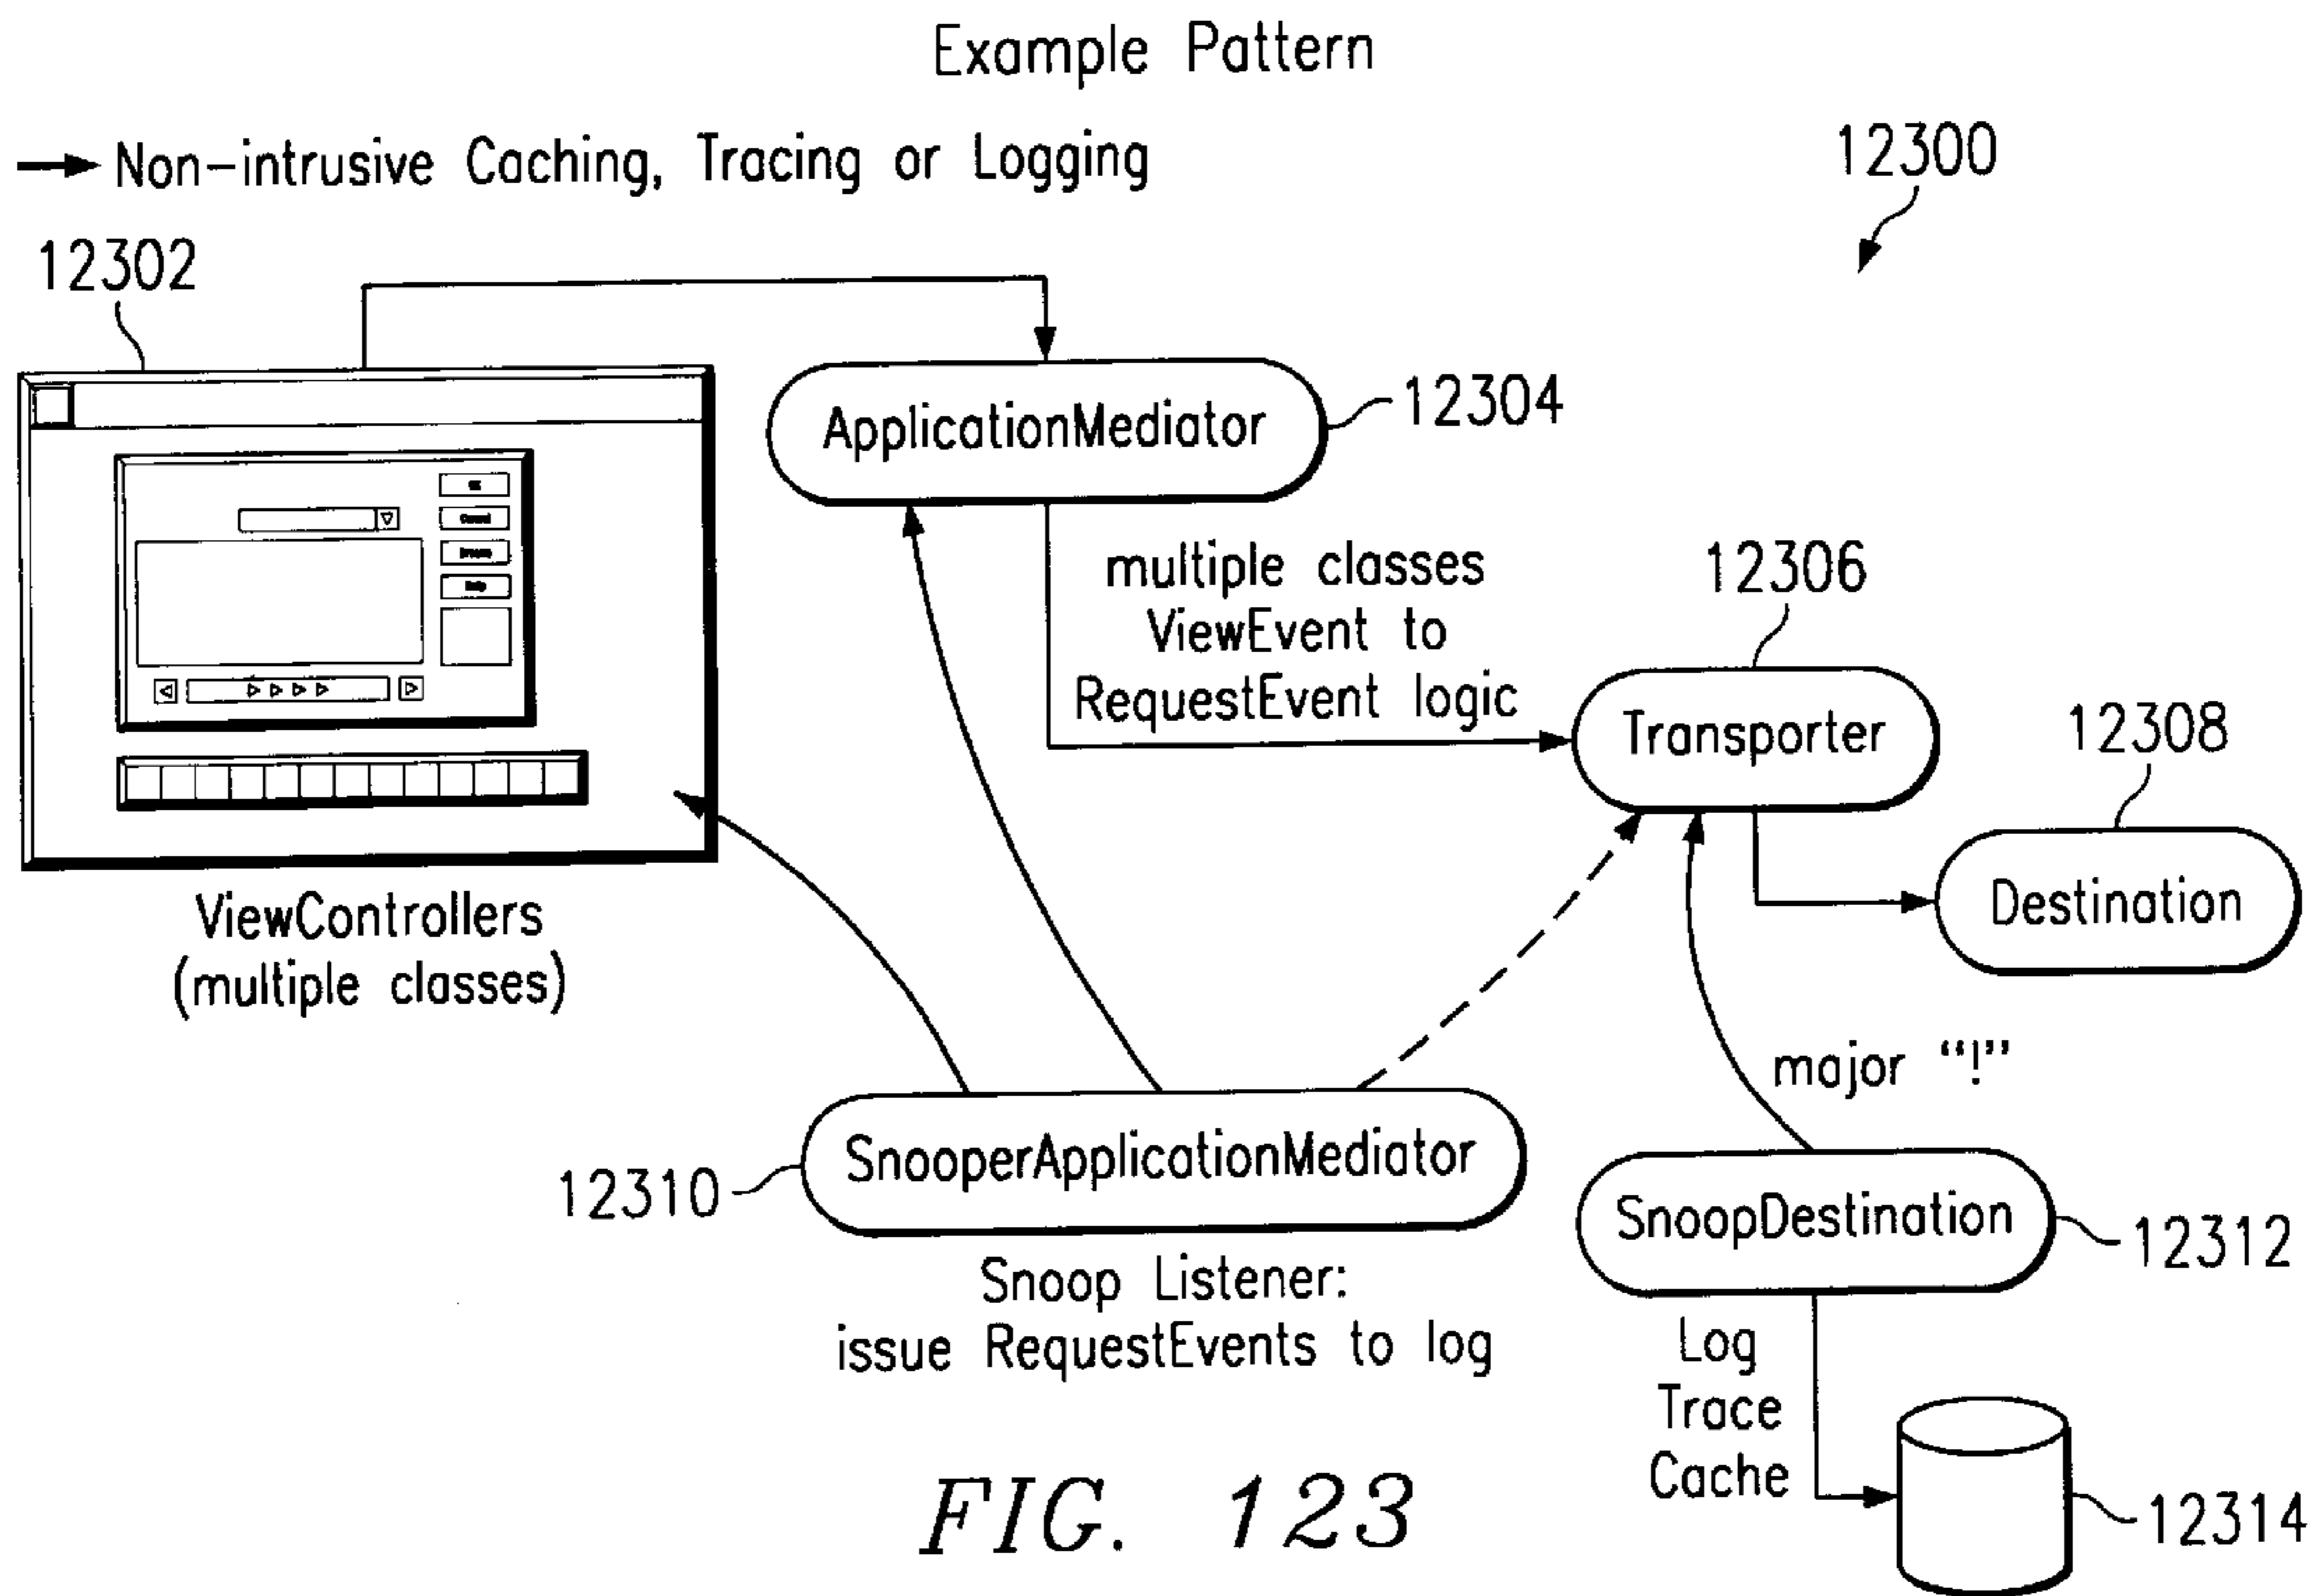 Example Pattern
→ Non-intrusive Caching, Tracing or Logging
12300
12302
ApplicationMediator
12304
multiple classes
ViewEvent to
RequestEvent logic
12306
Transporter
12308
Destination
ViewControllers
(multiple classes)
major “!”
SnooperApplicationMediator
12310
Snoop Listener:
issue RequestEvents to log
SnoopDestination
12312
Log
Trace
Cache
12314
FIG. 123